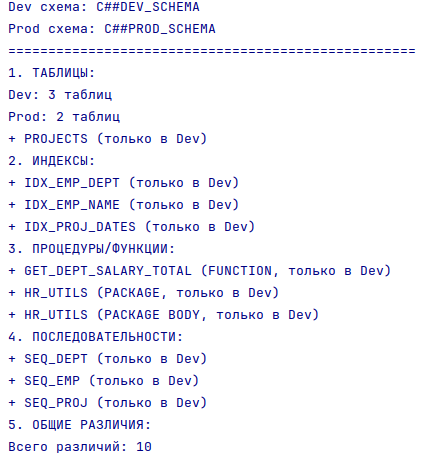 Dev схема: C##DEV_SCHEMA
Prod схема: C##PROD_SCHEMA
===================================================
1. ТАБЛИЦЫ:
Dev: 3 таблиц
Prod: 2 таблиц
+ PROJECTS (только в Dev)
2. ИНДЕКСЫ:
+ IDX_EMP_DEPT (только в Dev)
+ IDX_EMP_NAME (только в Dev)
+ IDX_PROJ_DATES (только в Dev)
3. ПРОЦЕДУРЫ/ФУНКЦИИ:
+ GET_DEPT_SALARY_TOTAL (FUNCTION, только в Dev)
+ HR_UTILS (PACKAGE, только в Dev)
+ HR_UTILS (PACKAGE BODY, только в Dev)
4. ПОСЛЕДОВАТЕЛЬНОСТИ:
+ SEQ_DEPT (только в Dev)
+ SEQ_EMP (только в Dev)
+ SEQ_PROJ (только в Dev)
5. ОБЩИЕ РАЗЛИЧИЯ:
Всего различий: 10